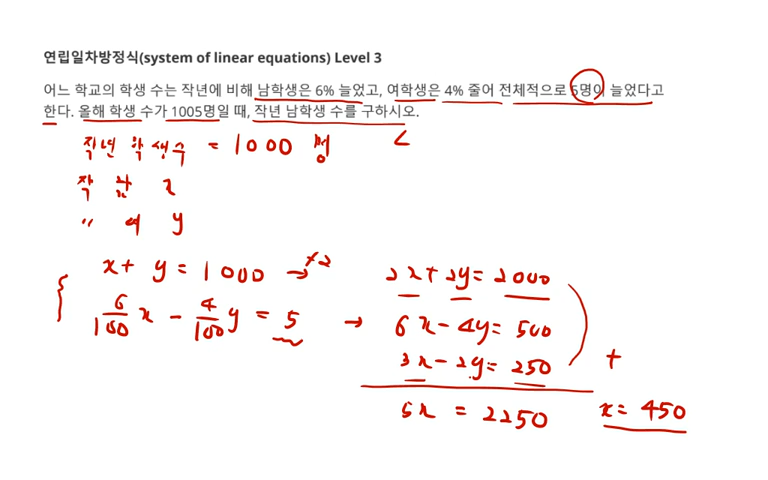 연립일차방정식(system of linear equations) Level 3
어느 학교의 학생 수는 작년에 비해 남학생은 6% 늘었고, 여학생은 4% 줄어 전체적으로 5명이 늘었다고
한다. 올해 학생 수가 1005명일 때, 작년 남학생 수를 구하시오.
작년 학생수 = 1000 명
작 남 x
" 여 y
x + y = 1000 → ×2
2x + 2y = 2000
6/100 x - 4/100 y = 5 → 6x - 4y = 500
3x - 2y = 250 +
5x = 2250 x = 450